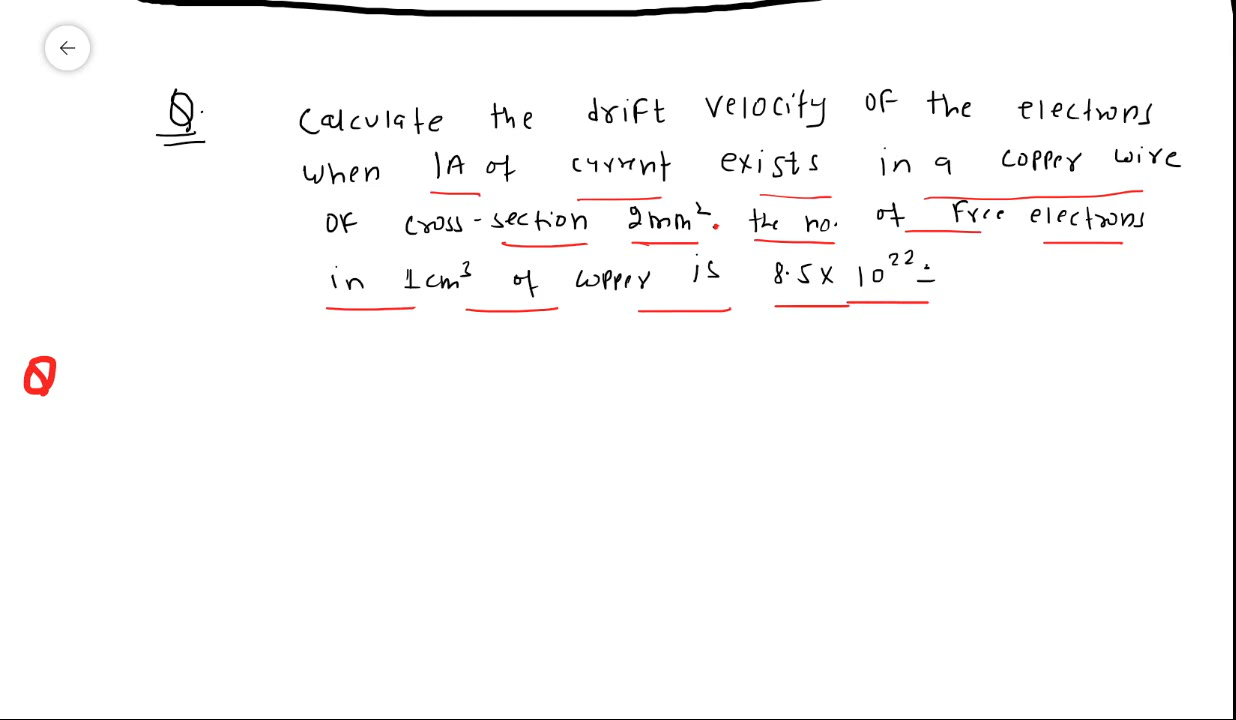 Q. Calculate the drift velocity of the electrons
when 1A of current exists in a copper wire
of cross-section 2mm². the no. of free electrons
in 1cm³ of copper is 8.5 x 10²²
Q